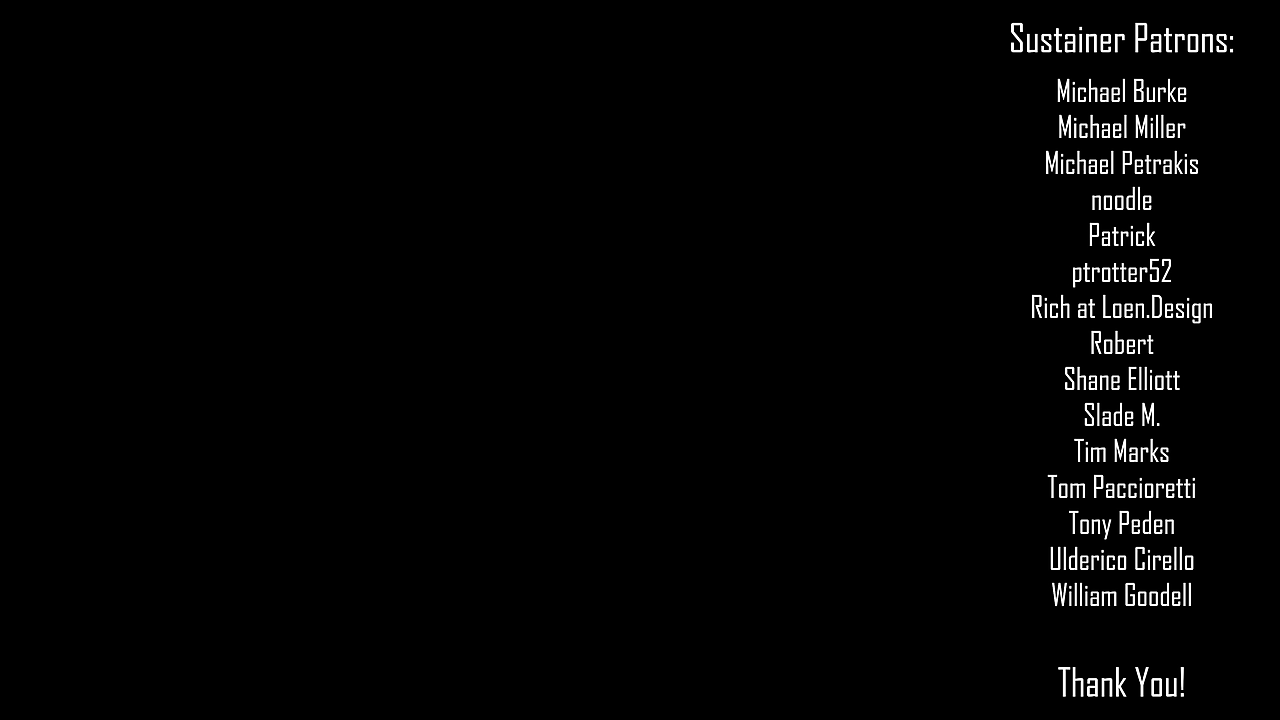 Sustainer Patrons:
Michael Burke
Michael Miller
Michael Petrakis
noodle
Patrick
ptrotter52
Rich at Loen.Design
Robert
Shane Elliott
Slade M.
Tim Marks
Tom Paccioretti
Tony Peden
Ulderico Cirello
William Goodell
Thank You!